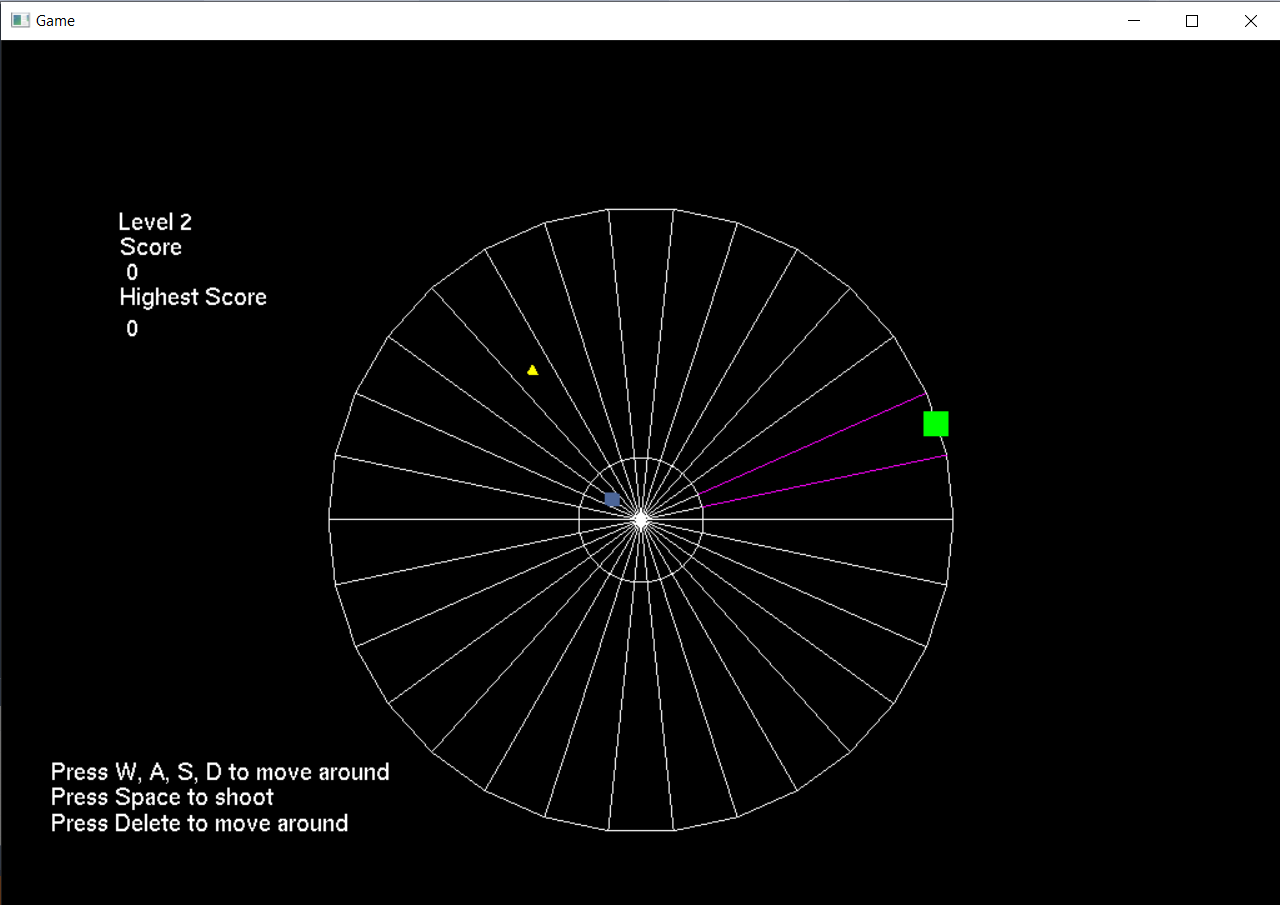 Game
Level 2
Score
0
Highest Score
0
Press W, A, S, D to move around
Press Space to shoot
Press Delete to move around